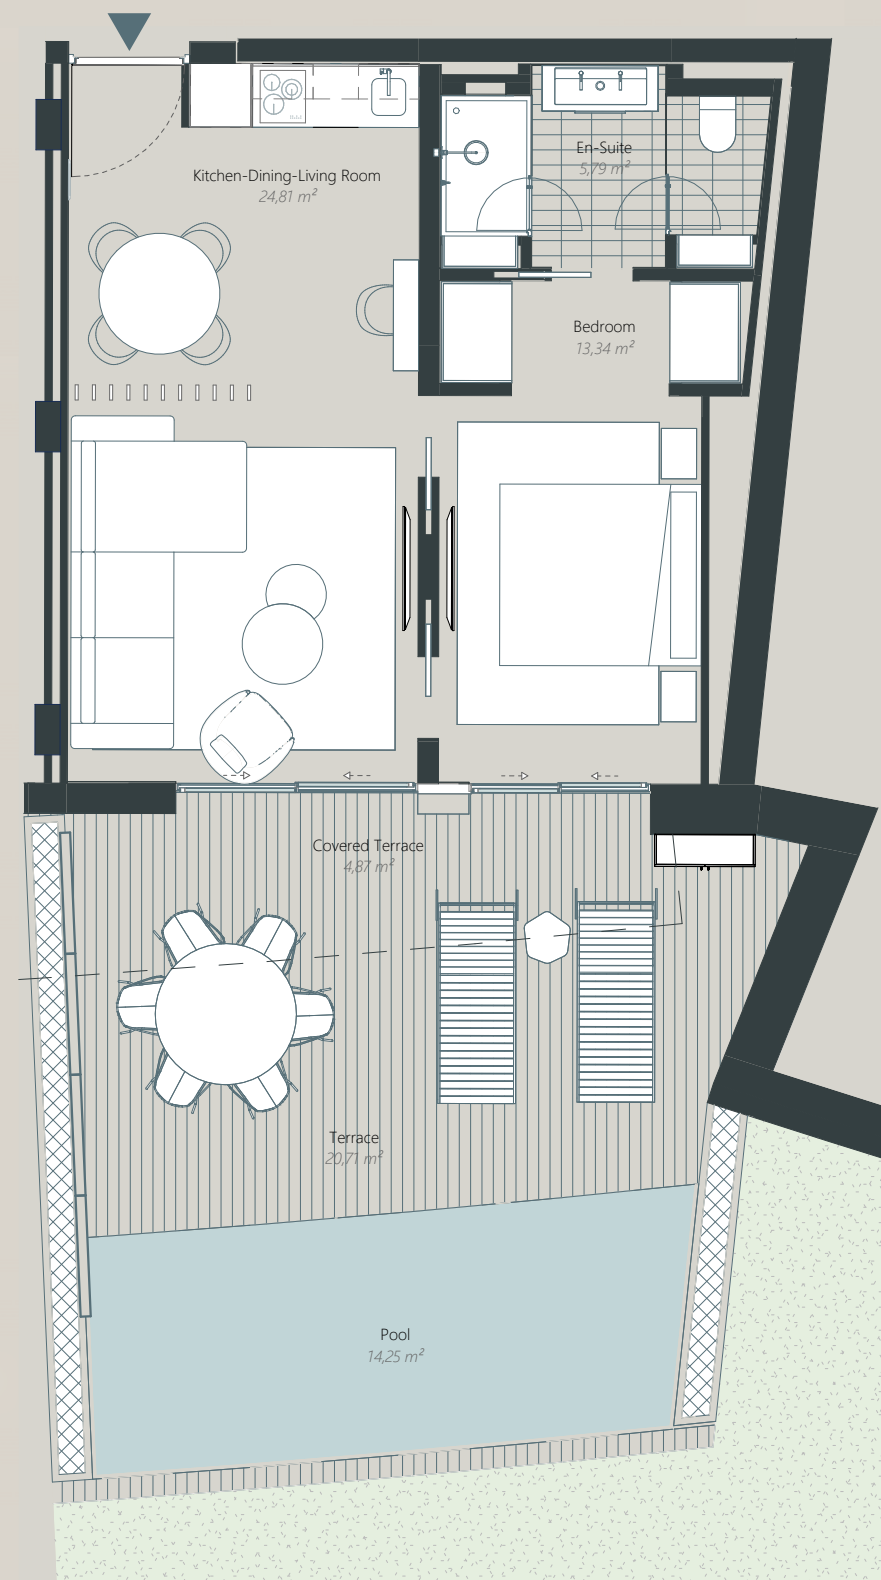 Kitchen-Dining-Living Room
24,81 m²
En-Suite
5,79 m²
Bedroom
13,34 m²
Covered Terrace
4,87 m²
Terrace
20,71 m²
Pool
14,25 m²